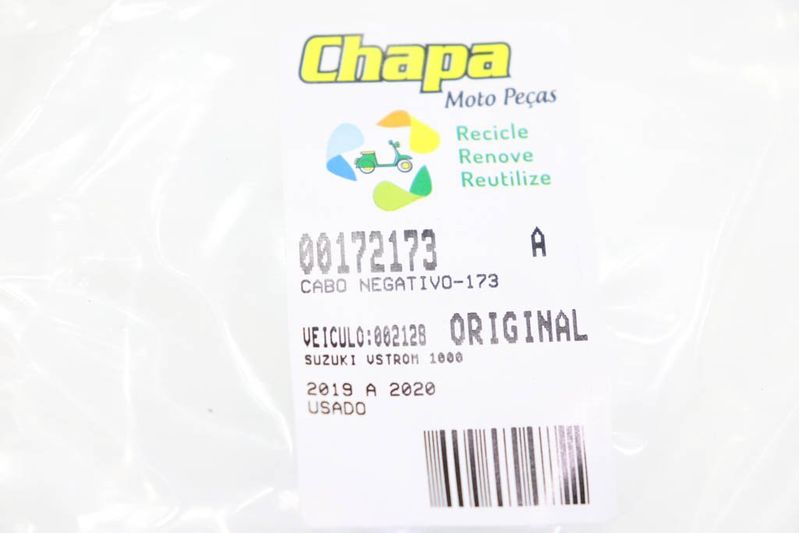 Chapa
Moto Peças
Recicle
Renove
Reutilize
00172173 A
CABO NEGATIVO-173
VEICULO:002128 ORIGINAL
SUZUKI VSTROM 1000
2019 A 2020
USADO